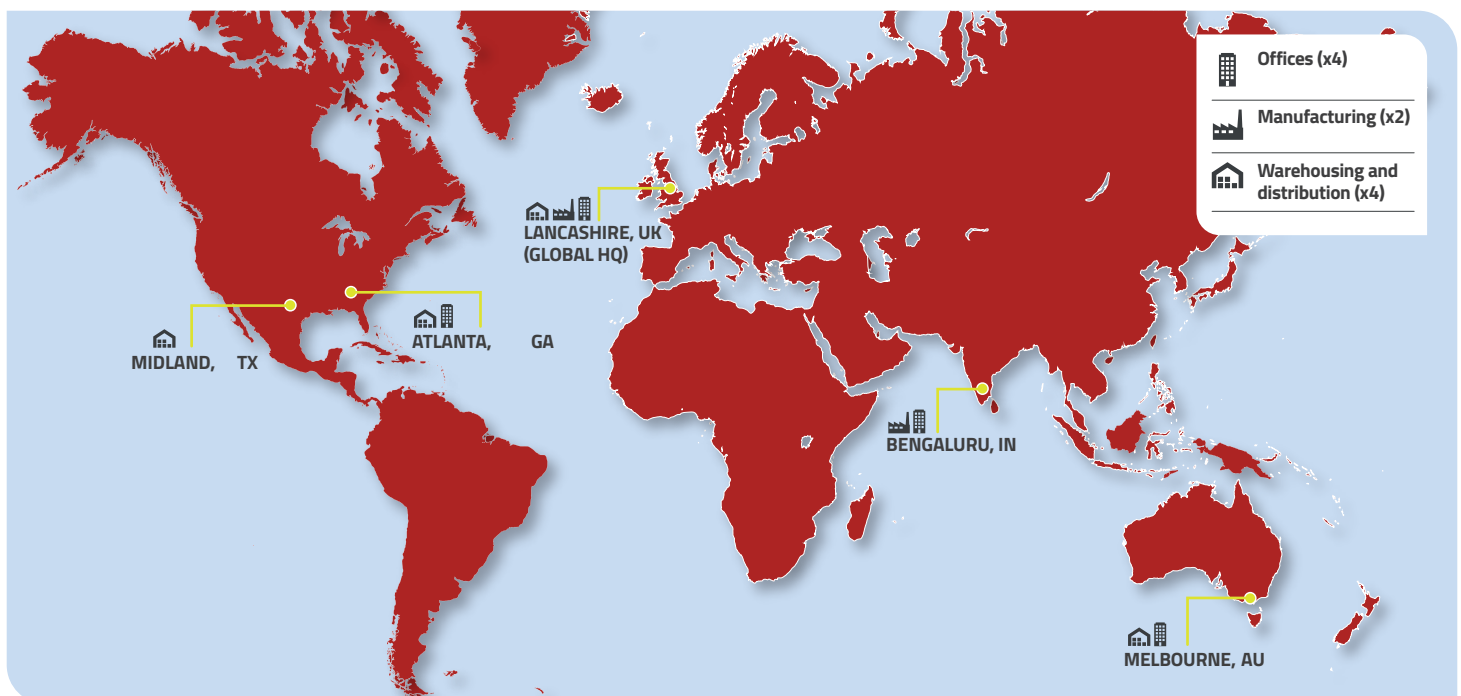 Offices (x4)
Manufacturing (x2)
Warehousing and
distribution (x4)
LANCASHIRE, UK
(GLOBAL HQ)
MIDLAND, TX
ATLANTA, GA
BENGALURU, IN
MELBOURNE, AU